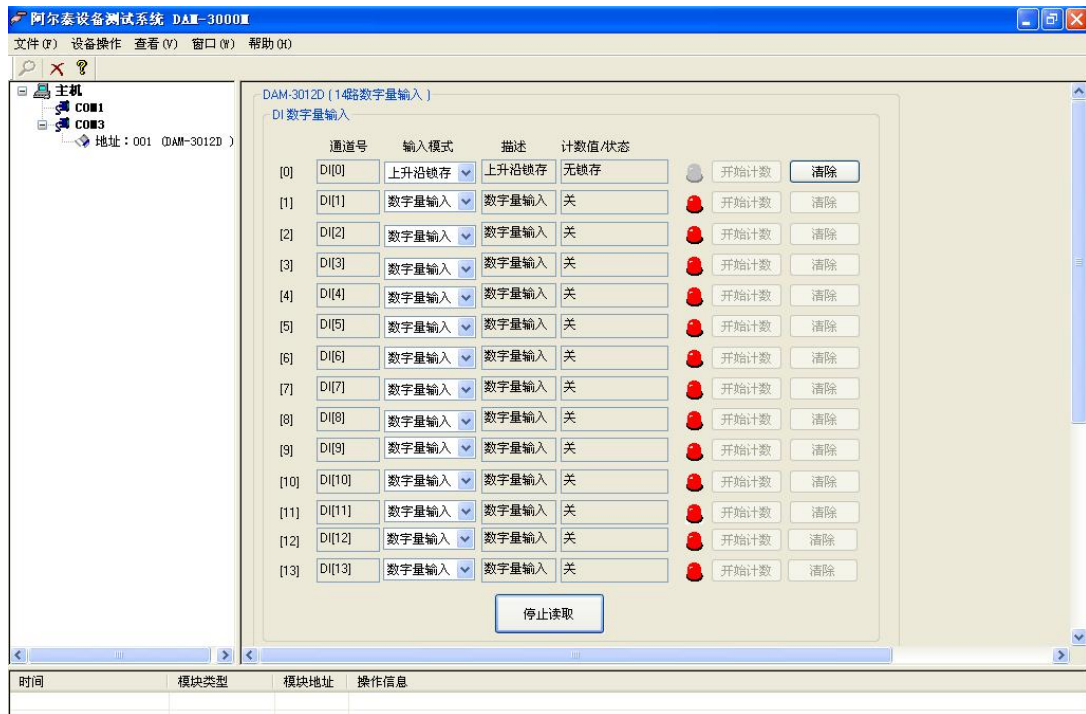 阿尔泰设备测试系统 DAM-3000M
文件(F) 设备操作 查看(V) 窗口(W) 帮助(H)
主机
COM1
COM3
地址：001 (DAM-3012D )
DAM-3012D ( 14路数字量输入 )
DI 数字量输入
通道号 输入模式 描述 计数值/状态
[0] DI[0] 上升沿锁存 上升沿锁存 无锁存 开始计数 清除
[1] DI[1] 数字量输入 数字量输入 关 开始计数 清除
[2] DI[2] 数字量输入 数字量输入 关 开始计数 清除
[3] DI[3] 数字量输入 数字量输入 关 开始计数 清除
[4] DI[4] 数字量输入 数字量输入 关 开始计数 清除
[5] DI[5] 数字量输入 数字量输入 关 开始计数 清除
[6] DI[6] 数字量输入 数字量输入 关 开始计数 清除
[7] DI[7] 数字量输入 数字量输入 关 开始计数 清除
[8] DI[8] 数字量输入 数字量输入 关 开始计数 清除
[9] DI[9] 数字量输入 数字量输入 关 开始计数 清除
[10] DI[10] 数字量输入 数字量输入 关 开始计数 清除
[11] DI[11] 数字量输入 数字量输入 关 开始计数 清除
[12] DI[12] 数字量输入 数字量输入 关 开始计数 清除
[13] DI[13] 数字量输入 数字量输入 关 开始计数 清除
停止读取
时间 模块类型 模块地址 操作信息